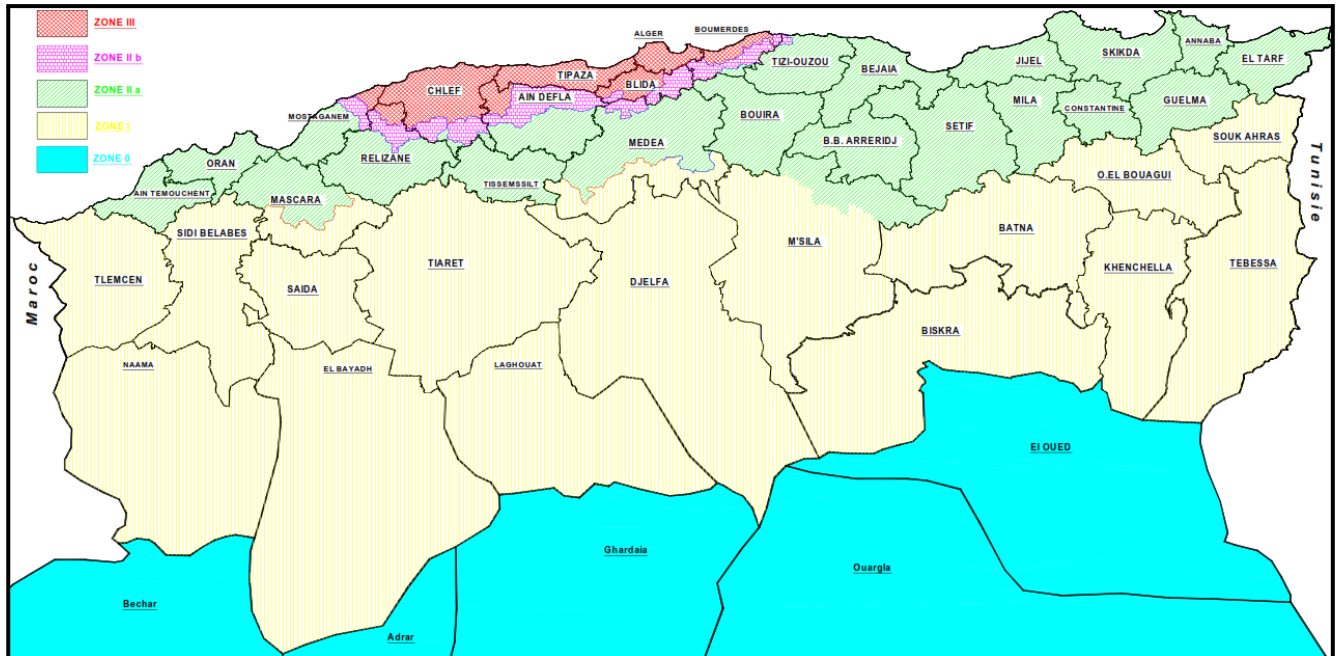 ZONE III
ZONE II b
ZONE II a
ZONE I
ZONE 0
ALGER
BOUMERDES
TIPAZA
BLIDA
CHLEF
AIN DEFLA
TIZI-OUZOU
BEJAIA
JIJEL
SKIKDA
ANNABA
EL TARF
MOSTAGANEM
BOUIRA
MILA
CONSTANTINE
GUELMA
SETIF
SOUK AHRAS
ORAN
RELIZANE
MEDEA
B.B. ARRERIDJ
O.EL BOUAGUI
AIN TEMOUCHENT
MASCARA
TISSEMSSILT
SIDI BELABES
BATNA
M'SILA
TLEMCEN
SAIDA
TIARET
DJELFA
KHENCHELLA
TEBESSA
BISKRA
NAAMA
EL BAYADH
LAGHOUAT
Maroc
Tunisie
El OUED
Ghardaia
Ouargla
Bechar
Adrar